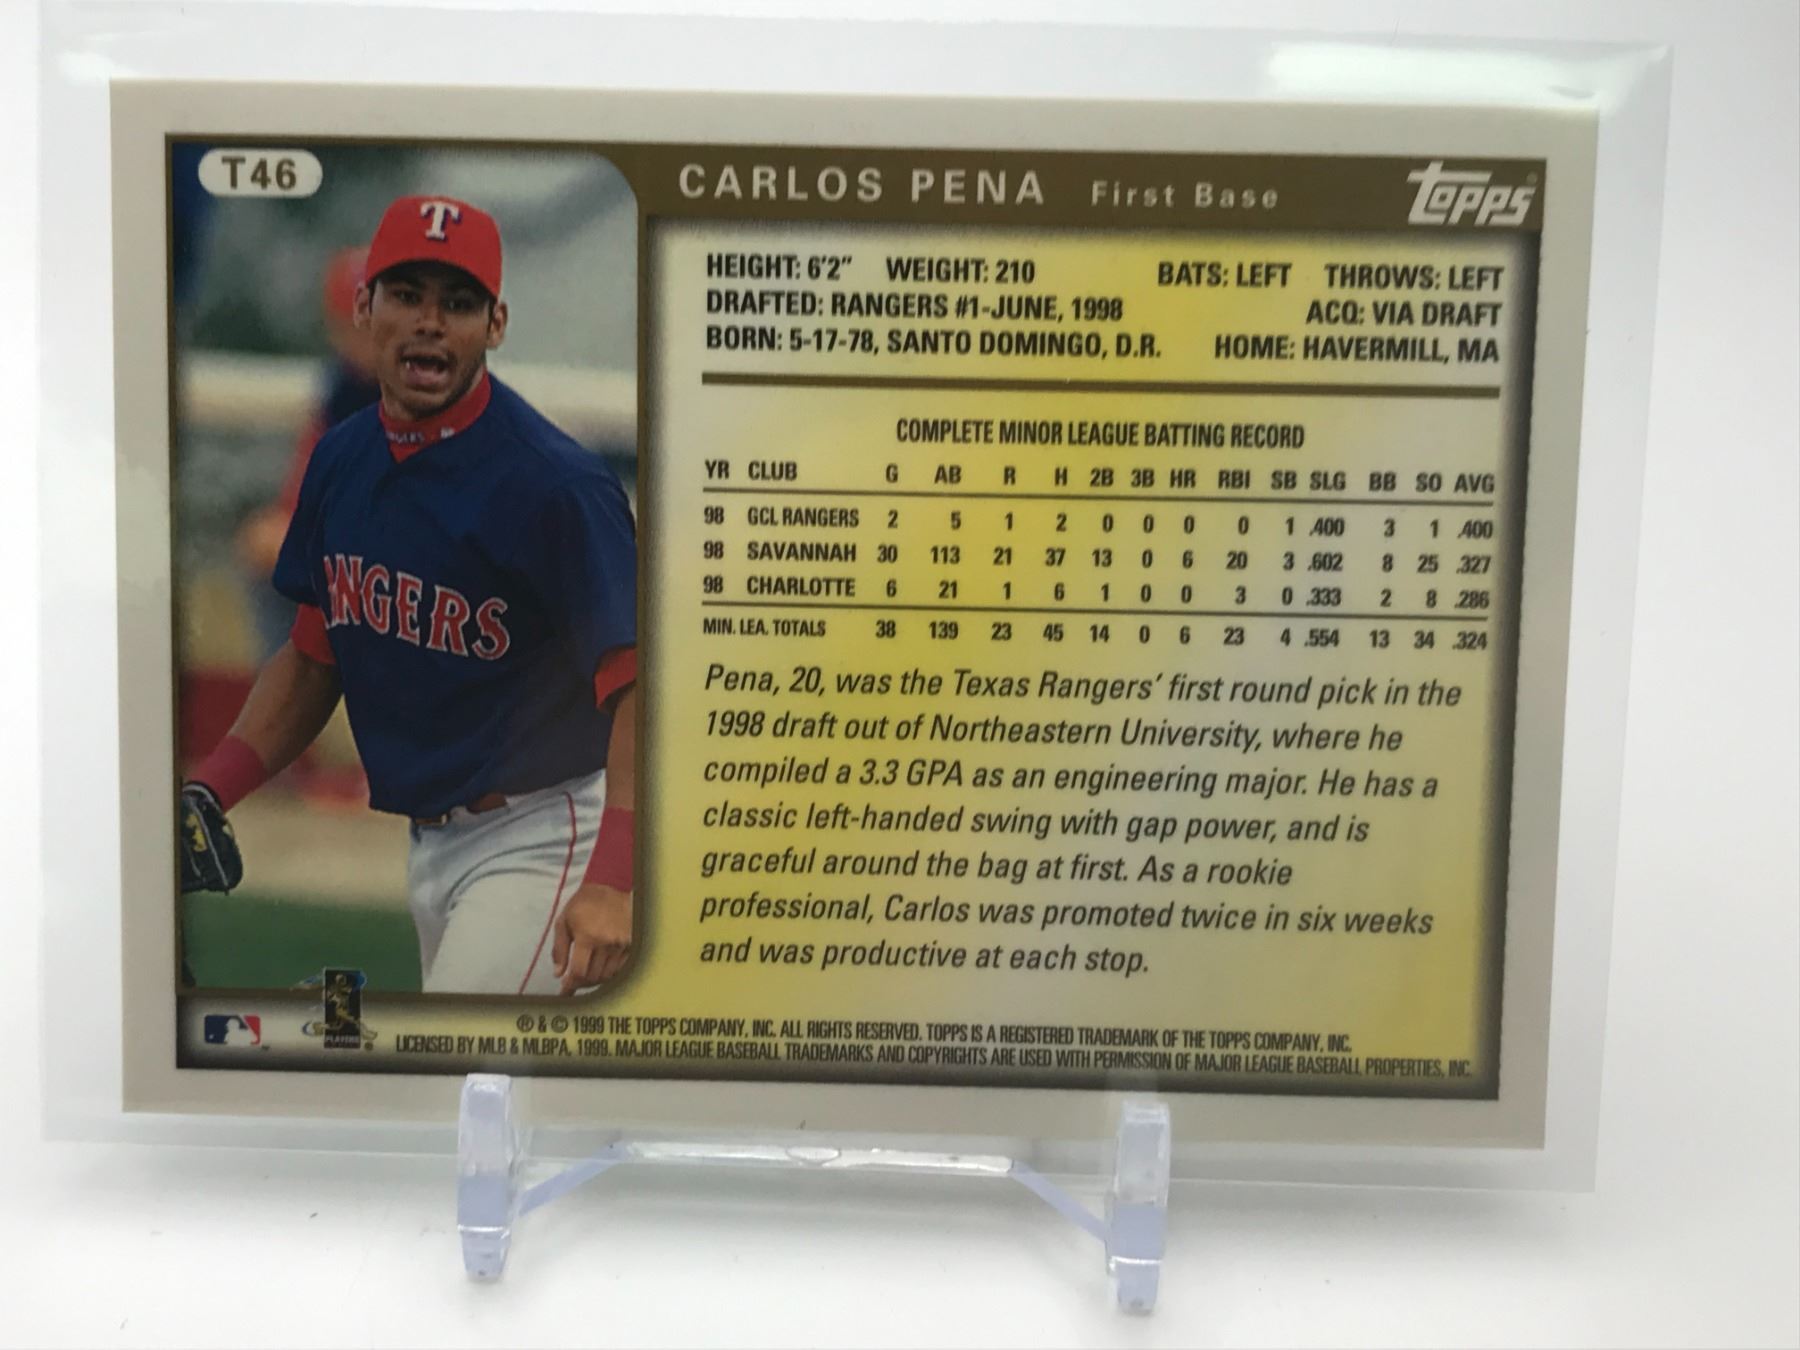 T46
CARLOS PENA First Base
TOPPS
HEIGHT: 6'2" WEIGHT: 210 BATS: LEFT THROWS: LEFT
DRAFTED: RANGERS #1-JUNE, 1998 ACQ: VIA DRAFT
BORN: 5-17-78, SANTO DOMINGO, D.R. HOME: HAVERMILL, MA
COMPLETE MINOR LEAGUE BATTING RECORD
YR CLUB G AB R H 2B 3B HR RBI SB SLG BB SO AVG
98 GCL RANGERS 2 5 1 2 0 0 0 0 1 .400 3 1 .400
98 SAVANNAH 30 113 21 37 13 0 6 20 3 .602 8 25 .327
98 CHARLOTTE 6 21 1 6 1 0 0 3 0 .333 2 8 .286
MIN. LEA. TOTALS 38 139 23 45 14 0 6 23 4 .554 13 34 .324
Pena, 20, was the Texas Rangers' first round pick in the
1998 draft out of Northeastern University, where he
compiled a 3.3 GPA as an engineering major. He has a
classic left-handed swing with gap power, and is
graceful around the bag at first. As a rookie
professional, Carlos was promoted twice in six weeks
and was productive at each stop.
T
ANGERS
PLAYERS
® & © 1999 THE TOPPS COMPANY, INC. ALL RIGHTS RESERVED. TOPPS IS A REGISTERED TRADEMARK OF THE TOPPS COMPANY, INC.
LICENSED BY MLB & MLBPA, 1999. MAJOR LEAGUE BASEBALL TRADEMARKS AND COPYRIGHTS ARE USED WITH PERMISSION OF MAJOR LEAGUE BASEBALL PROPERTIES, INC.